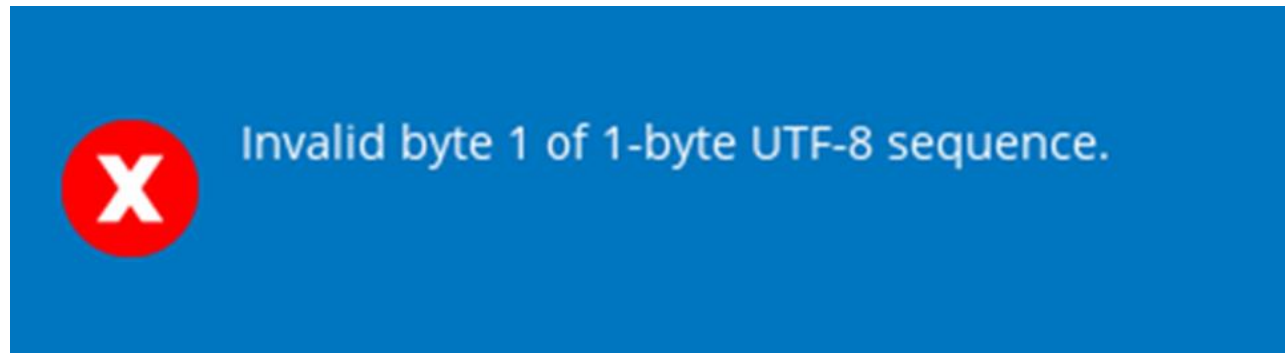 Invalid byte 1 of 1-byte UTF-8 sequence.
X